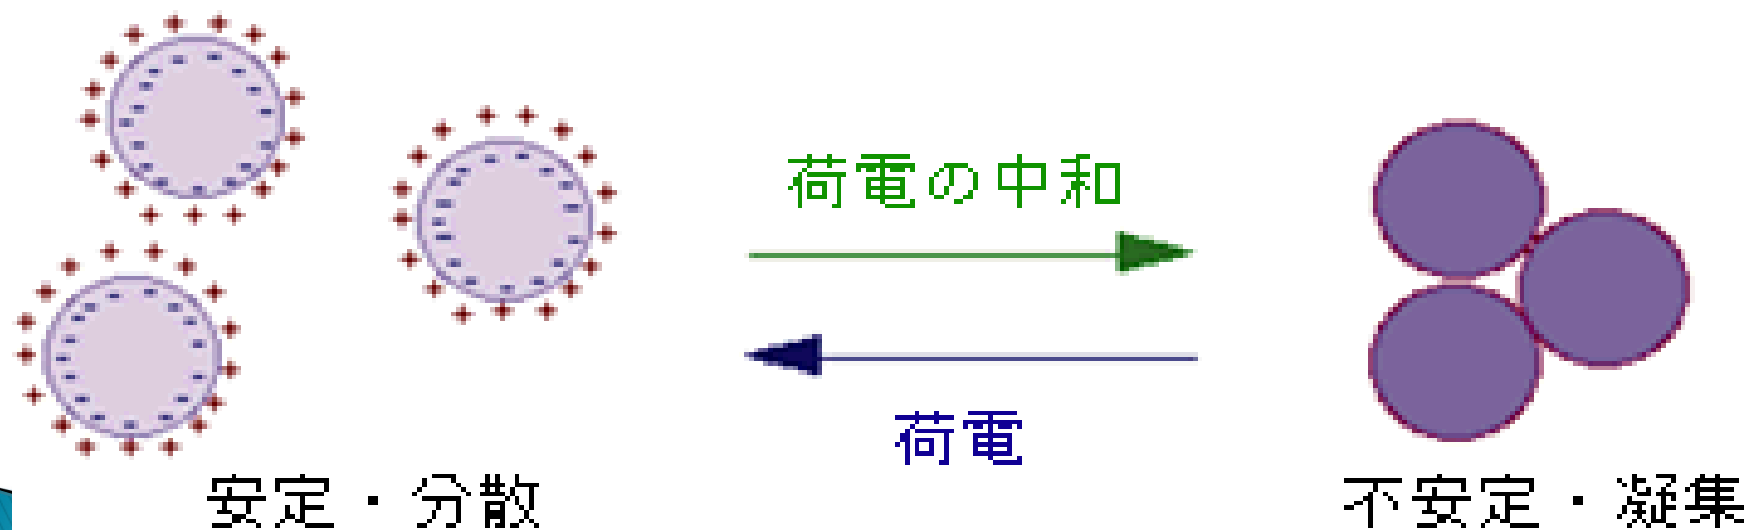 荷電の中和
荷電
安定・分散
不安定・凝集